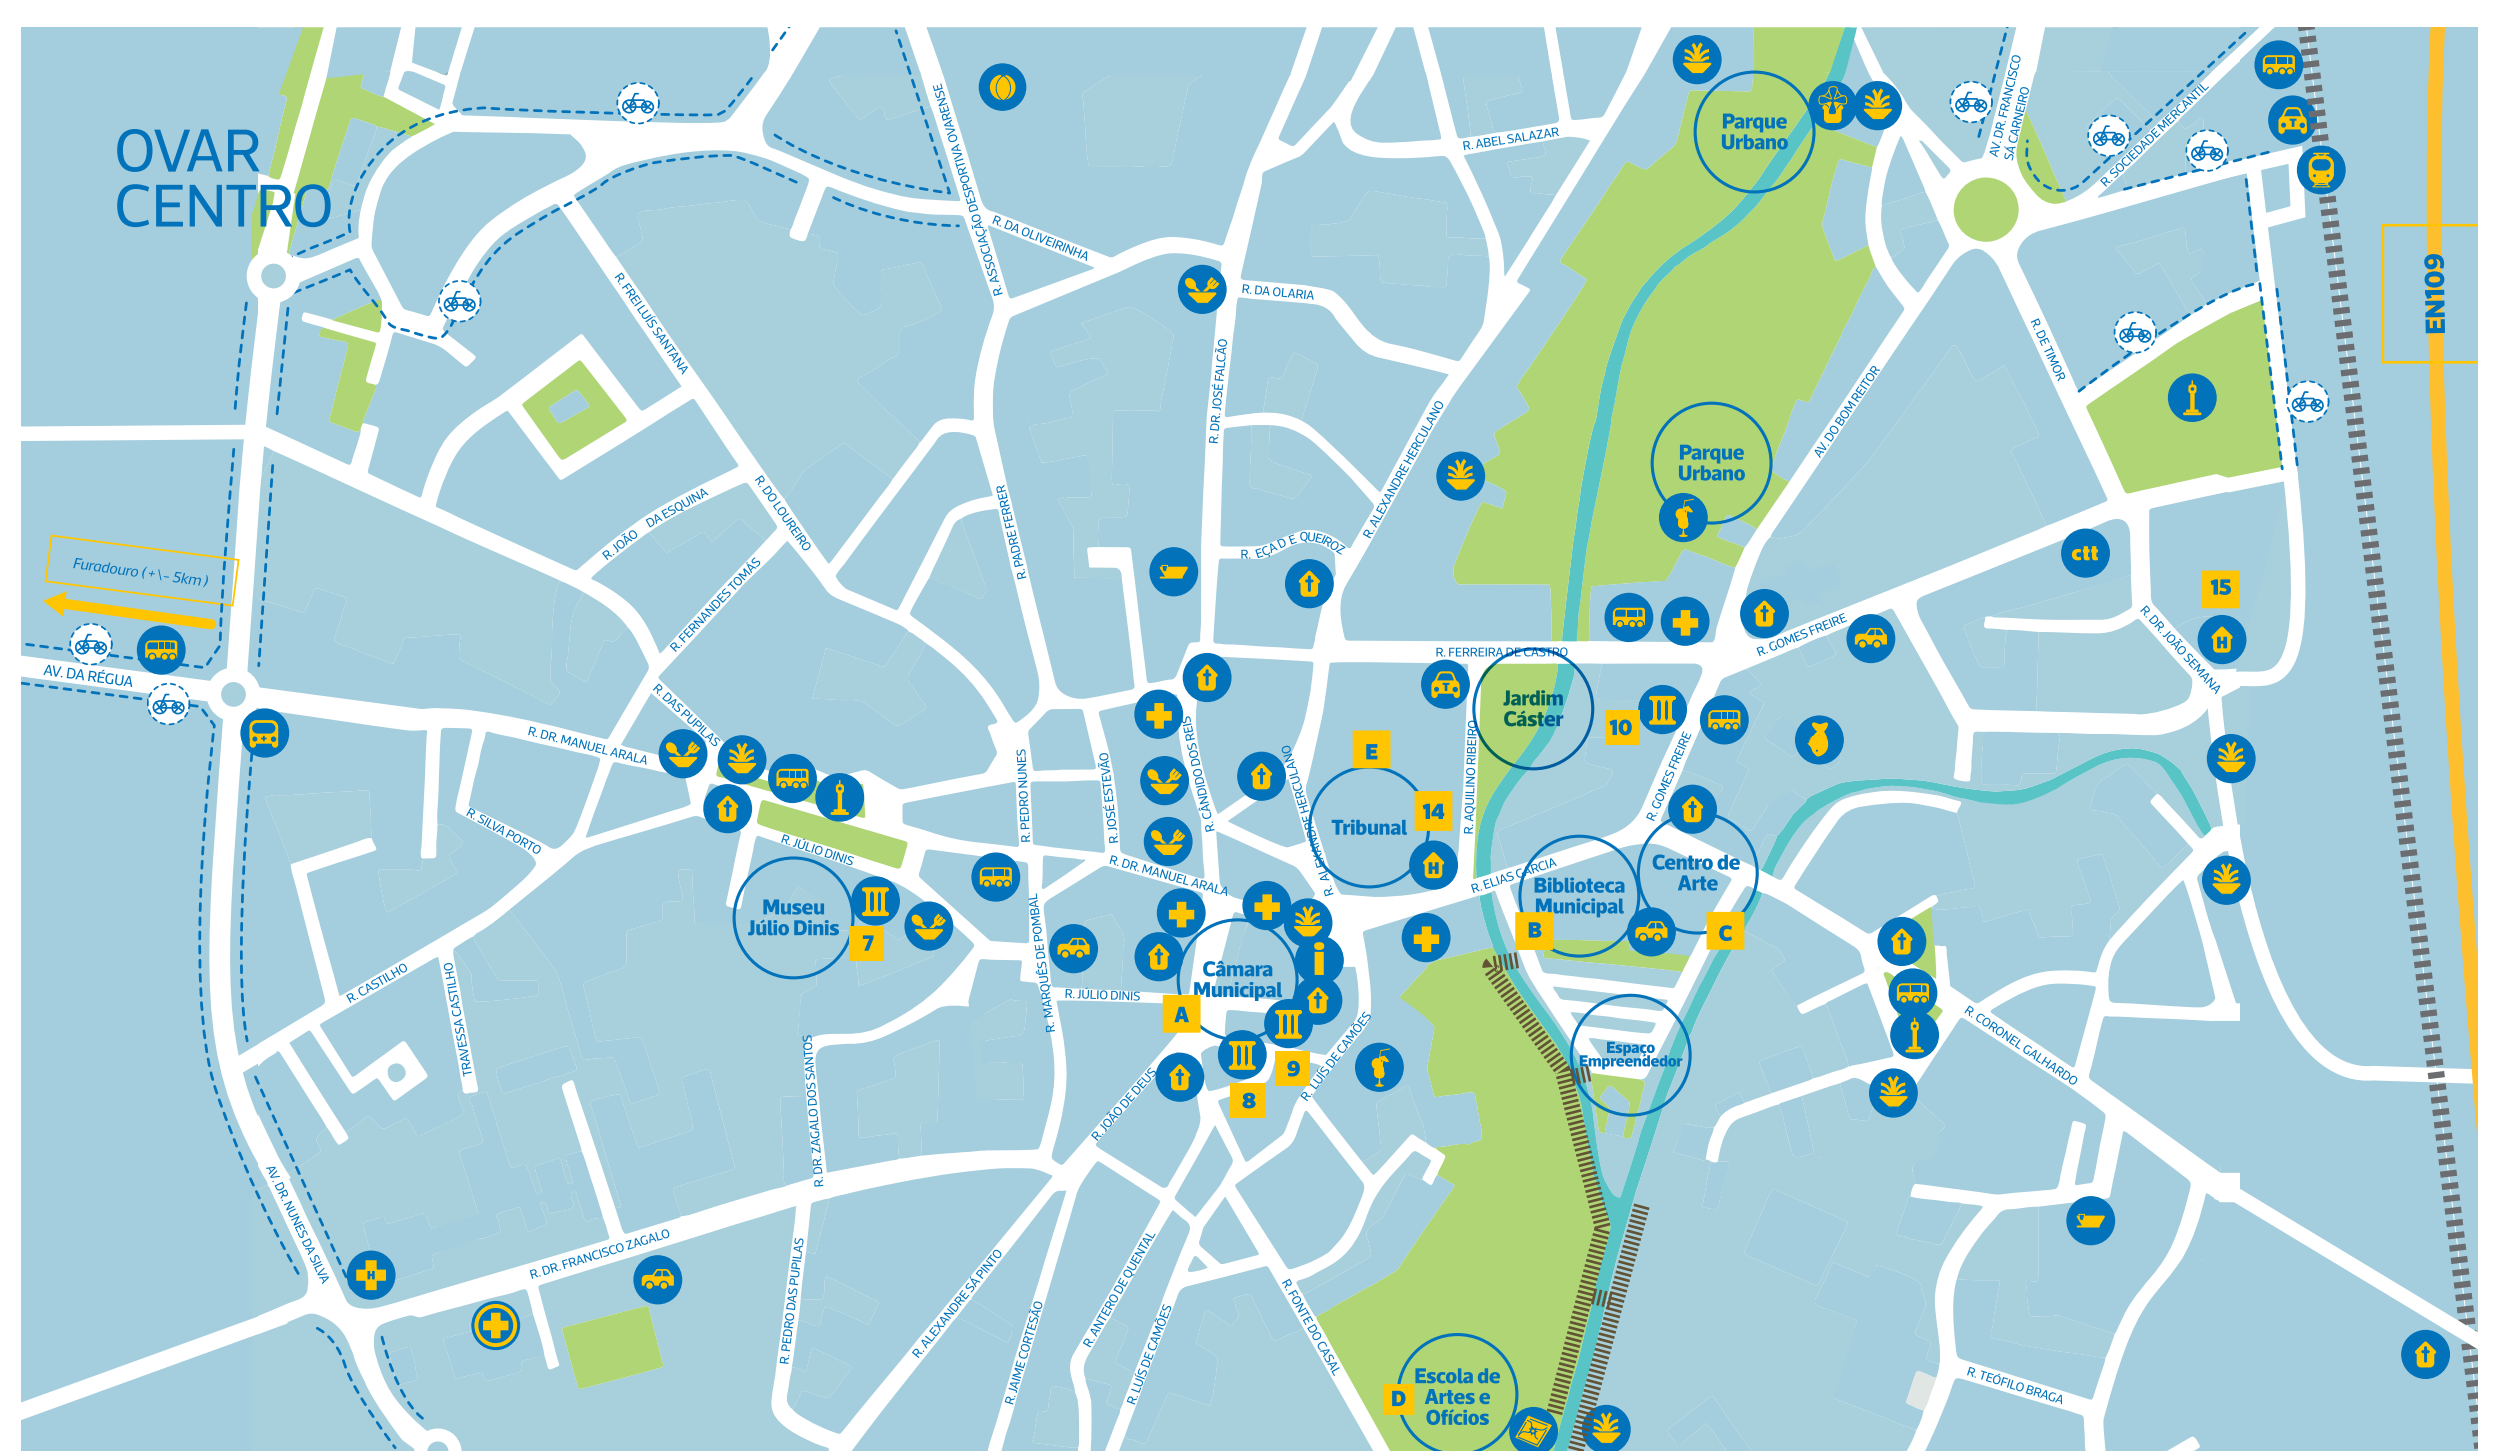 OVAR
CENTRO
R. ASSOCIAÇÃO DESPORTIVA OVARENSE
R. ABEL SALAZAR
Parque
Urbano
AV. DR. FRANCISCO
SÁ CARNEIRO
R. SOCIEDADE MERCANTIL
T
R. DA OLIVEIRINHA
R. DA OLARIA
R. FREI LUÍS SANTANA
R. DR. JOSÉ FALCÃO
R. DE TIMOR
EN109
AV. DO BOM REITOR
R. ALEXANDRE HERCULANO
Parque
Urbano
R. DO LOUREIRO
R. JOÃO DA ESQUINA
R. PADRE FERRER
R. EÇA D E QUEIROZ
ctt
15
H
Furadouro (+\- 5km)
R. FERNANDES TOMÁS
R. FERREIRA DE CASTRO
R. GOMES FREIRE
R. DR. JOÃO SEMANA
AV. DA RÉGUA
R. DAS PUPILAS
T
Jardim
Cáster
10
R. DR. MANUEL ARALA
R. PEDRO NUNES
R. JOSÉ ESTEVÃO
R. CÂNDIDO DOS REIS
R. ALEXANDRE HERCULANO
E
R. AQUILINO RIBEIRO
R. GOMES FREIRE
14
Tribunal
H
R. SILVA PORTO
R. JÚLIO DINIS
R. DR. MANUEL ARALA
R. ALEXANDRE HERCULANO
R. ELIAS GARCIA
Centro de
Arte
Biblioteca
Municipal
B
C
Museu
Júlio Dinis
7
R. MARQUÊS DE POMBAL
i
Câmara
Municipal
A
R. CASTILHO
TRAVESSA CASTILHO
R. JÚLIO DINIS
R. CORONEL GALHARDO
Espaço
Empreendedor
R. LUÍS DE CAMÕES
9
8
R. JOÃO DE DEUS
R. DR. ZAGALO DOS SANTOS
AV. DR. NUNES DA SILVA
H
R. DR. FRANCISCO ZAGALO
R. PEDRO DAS PUPILAS
R. ALEXANDRE SÁ PINTO
R. JAIME CORTESÃO
R. ANTERO DE QUENTAL
R. LUÍS DE CAMÕES
R. FONTE DO CASAL
D
Escola de
Artes e
Ofícios
R. TEÓFILO BRAGA